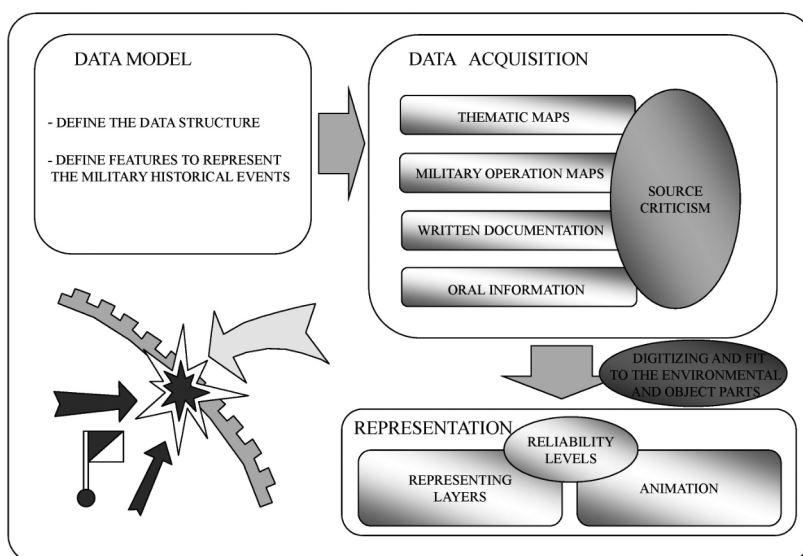 DATA MODEL
- DEFINE THE DATA STRUCTURE
- DEFINE FEATURES TO REPRESENT
THE MILITARY HISTORICAL EVENTS
DATA ACQUISITION
THEMATIC MAPS
MILITARY OPERATION MAPS
WRITTEN DOCUMENTATION
ORAL INFORMATION
SOURCE
CRITICISM
DIGITIZING AND FIT
TO THE ENVIRONMENTAL
AND OBJECT PARTS
REPRESENTATION
RELIABILITY
LEVELS
REPRESENTING
LAYERS
ANIMATION